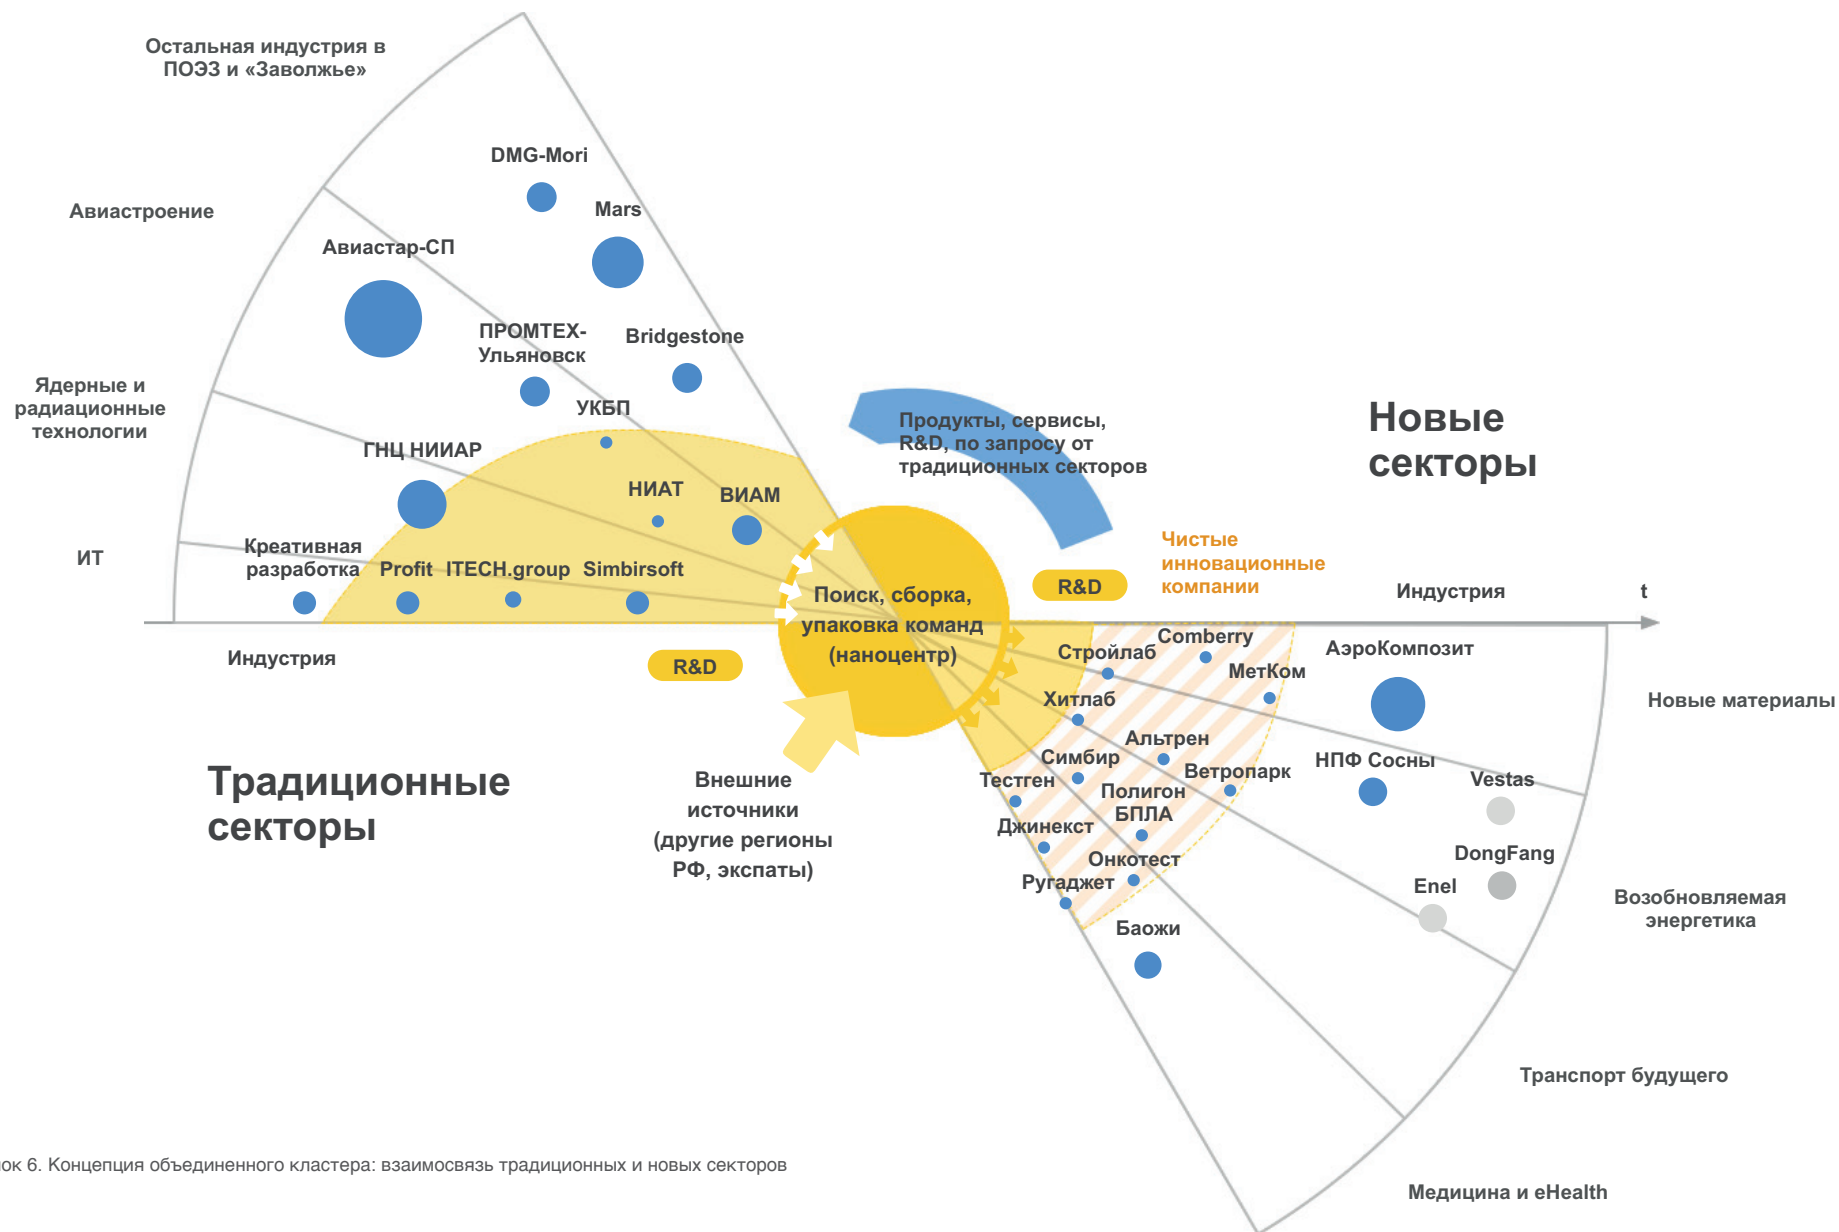 Остальная индустрия в
ПОЭЗ и «Заволжье»
DMG-Mori
Mars
Авиастроение
Авиастар-СП
ПРОМТЕХ-
Ульяновск
Bridgestone
Ядерные и
радиационные
технологии
УКБП
ГНЦ НИИАР
НИАТ
ВИАМ
ИТ
Креативная
разработка
Profit
ITECH.group
Simbirsoft
Индустрия
R&D
Традиционные
секторы
Поиск, сборка,
упаковка команд
(наноцентр)
Внешние
источники
(другие регионы
РФ, экспаты)
Продукты, сервисы,
R&D, по запросу от
традиционных секторов
Новые
секторы
R&D
Чистые
инновационные
компании
Индустрия
t
Comberry
Стройлаб
МетКом
АэроКомпозит
Новые материалы
Хитлаб
Альтрен
Симбир
Ветропарк
НПФ Сосны
Vestas
Тестген
Полигон
БПЛА
Джинекст
DongFang
Онкотест
Ругаджет
Enel
Возобновляемая
энергетика
Баожи
Транспорт будущего
ок 6. Концепция объединенного кластера: взаимосвязь традиционных и новых секторов
Медицина и eHealth